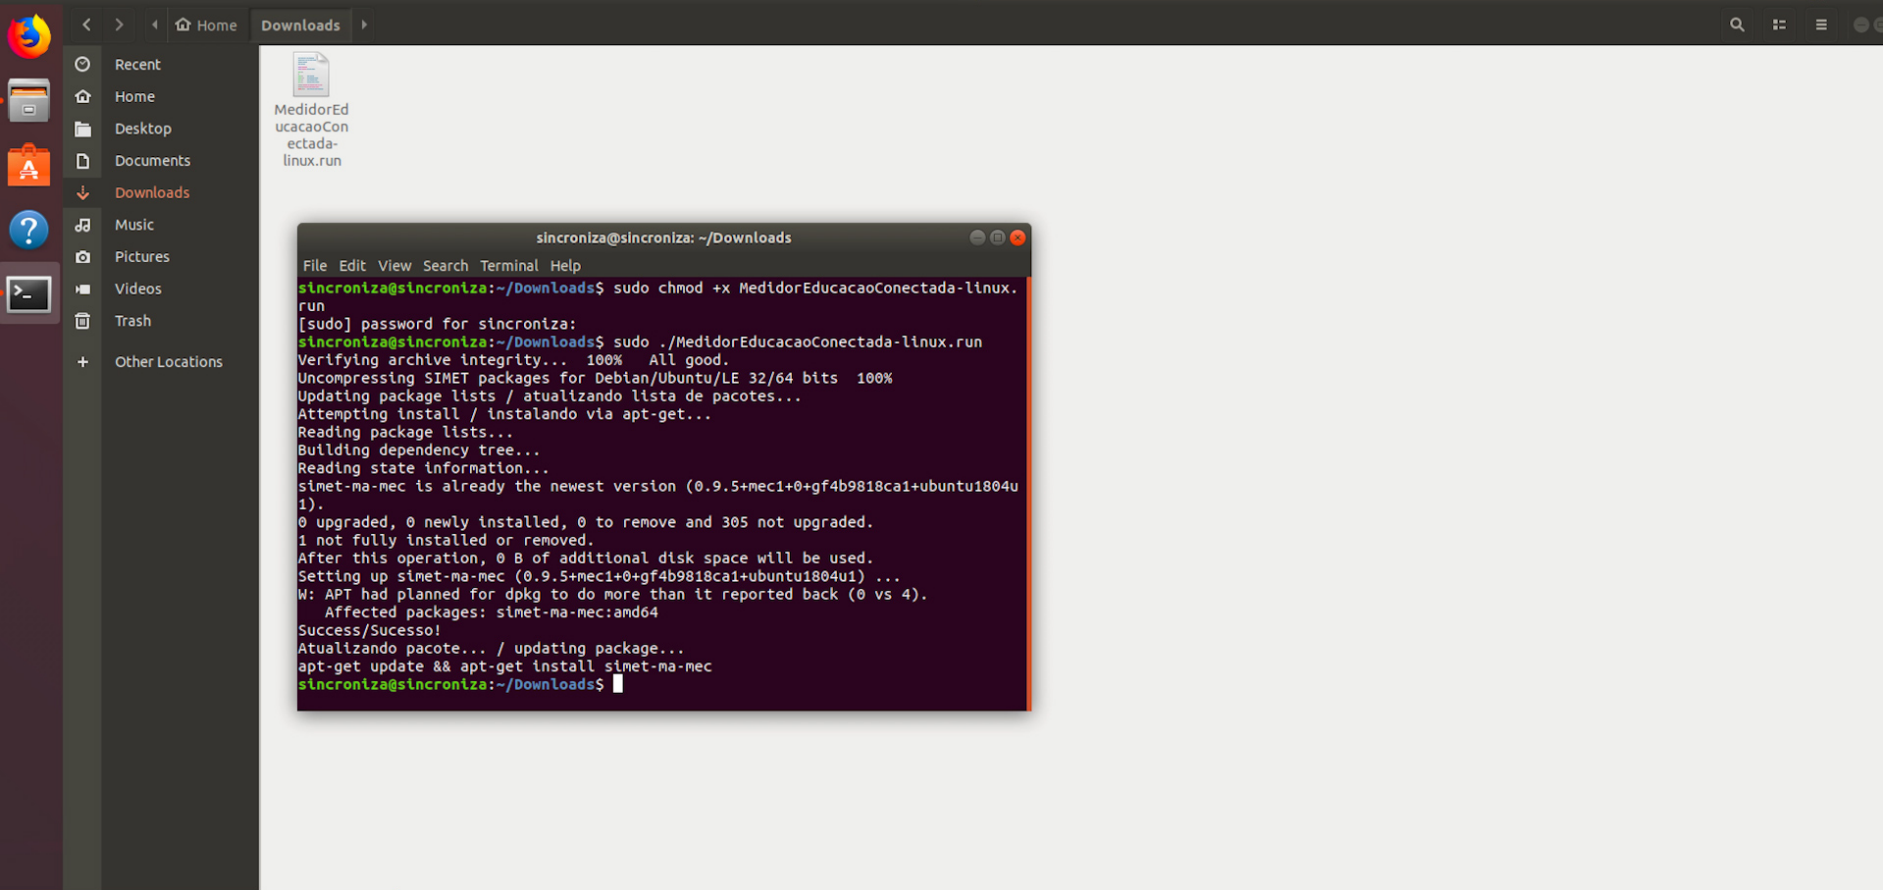 Home
Downloads
Recent
Home
Desktop
Documents
Downloads
Music
Pictures
Videos
Trash
Other Locations
MedidorEd
ucacaoCon
ectada-
linux.run
sincroniza@sincroniza: ~/Downloads
File Edit View Search Terminal Help
sincroniza@sincroniza:~/Downloads$ sudo chmod +x MedidorEducacaoConectada-linux.
run
[sudo] password for sincroniza:
sincroniza@sincroniza:~/Downloads$ sudo ./MedidorEducacaoConectada-linux.run
Verifying archive integrity...  100%   All good.
Uncompressing SIMET packages for Debian/Ubuntu/LE 32/64 bits  100%
Updating package lists / atualizando lista de pacotes...
Attempting install / instalando via apt-get...
Reading package lists...
Building dependency tree...
Reading state information...
simet-ma-mec is already the newest version (0.9.5+mec1+0+gf4b9818ca1+ubuntu1804u
1).
0 upgraded, 0 newly installed, 0 to remove and 305 not upgraded.
1 not fully installed or removed.
After this operation, 0 B of additional disk space will be used.
Setting up simet-ma-mec (0.9.5+mec1+0+gf4b9818ca1+ubuntu1804u1) ...
W: APT had planned for dpkg to do more than it reported back (0 vs 4).
   Affected packages: simet-ma-mec:amd64
Success/Sucesso!
Atualizando pacote... / updating package...
apt-get update && apt-get install simet-ma-mec
sincroniza@sincroniza:~/Downloads$